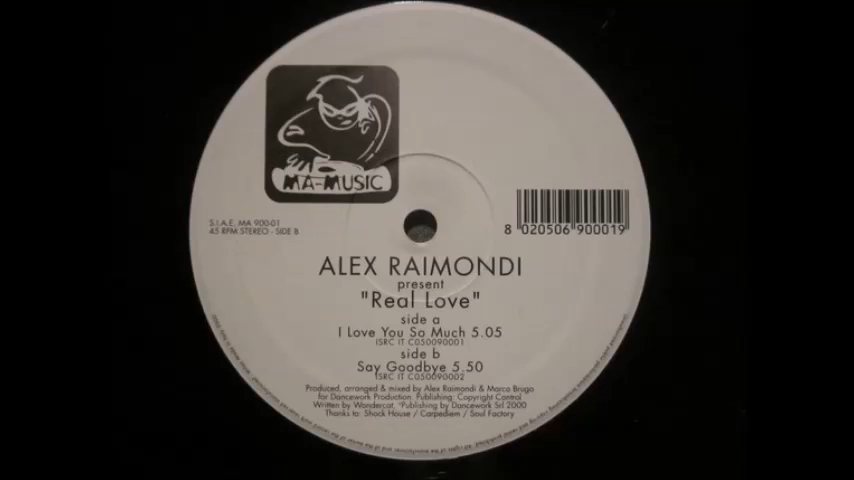 MA-MUSIC
S.I.A.E. MA 900-01
45 RPM STEREO - SIDE B
8 020506 900019
ALEX RAIMONDI
present
"Real Love"
side a
I Love You So Much 5.05
ISRC IT C050090001
side b
Say Goodbye 5.50
ISRC IT C050090002
Produced, arranged & mixed by Alex Raimondi & Marco Brugo
for Dancework Production. Publishing: Copyright Control
Written by Wondercat, Publishing by Dancework Srl 2000
Thanks to: Shock House / Carpediem / Soul Factory